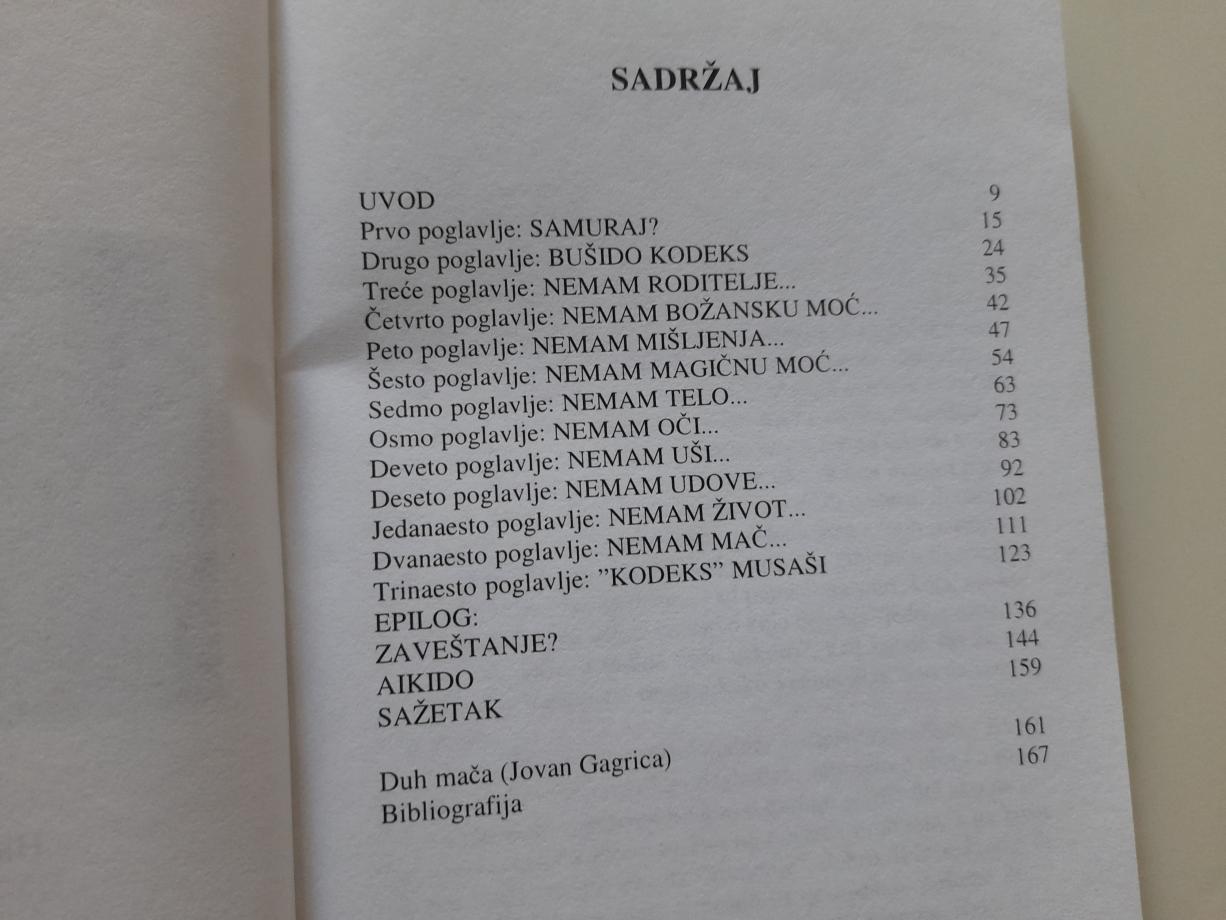 SADRŽAJ
UVOD 9
Prvo poglavlje: SAMURAJ? 15
Drugo poglavlje: BUŠIDO KODEKS 24
Treće poglavlje: NEMAM RODITELJE... 35
Četvrto poglavlje: NEMAM BOŽANSKU MOĆ... 42
Peto poglavlje: NEMAM MIŠLJENJA... 47
Šesto poglavlje: NEMAM MAGIČNU MOĆ... 54
Sedmo poglavlje: NEMAM TELO... 63
Osmo poglavlje: NEMAM OČI... 73
Deveto poglavlje: NEMAM UŠI... 83
Deseto poglavlje: NEMAM UDOVE... 92
Jedanaesto poglavlje: NEMAM ŽIVOT... 102
Dvanaesto poglavlje: NEMAM MAČ... 111
Trinaesto poglavlje: ”KODEKS” MUSAŠI 123
EPILOG:
ZAVEŠTANJE? 136
AIKIDO 144
SAŽETAK 159
Duh mača (Jovan Gagrica) 161
Bibliografija 167